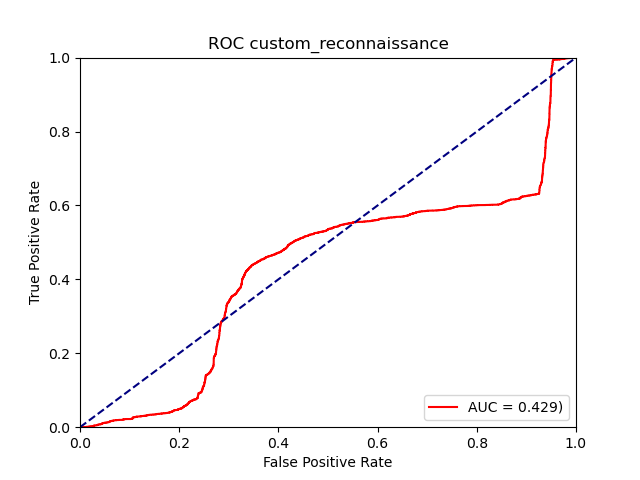 ROC custom_reconnaissance
True Positive Rate
1.0
0.8
0.6
0.4
0.2
0.0
AUC = 0.429)
0.0 0.2 0.4 0.6 0.8 1.0
False Positive Rate